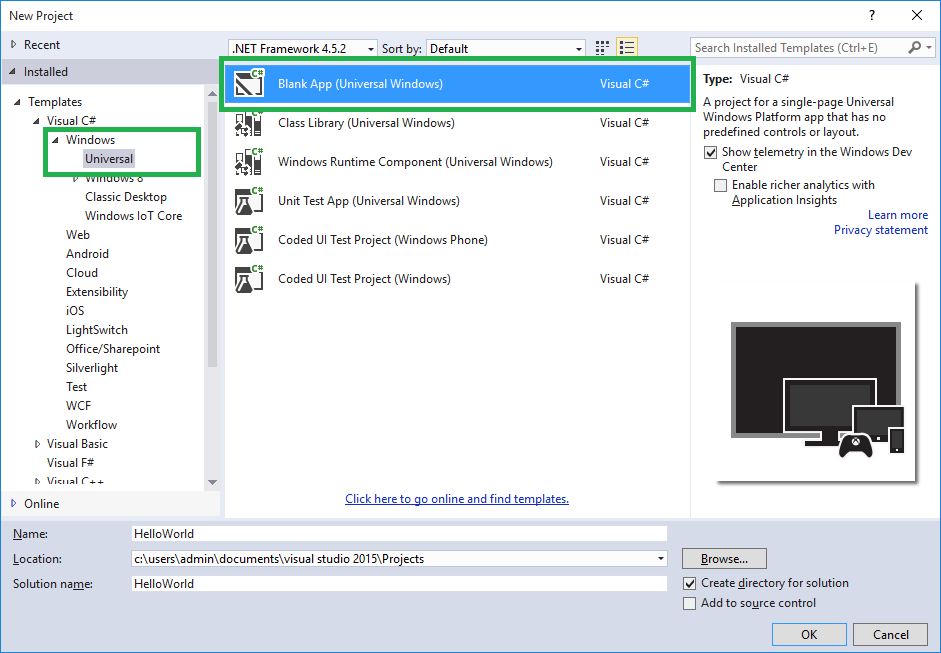 New Project
?
Recent
.NET Framework 4.5.2
Sort by:
Default
Search Installed Templates (Ctrl+E)
Installed
Templates
Visual C#
Windows
Universal
Windows 8
Classic Desktop
Windows IoT Core
Web
Android
Cloud
Extensibility
iOS
LightSwitch
Office/Sharepoint
Silverlight
Test
WCF
Workflow
Visual Basic
Visual F#
Visual C++
Online
C#
Blank App (Universal Windows) Visual C#
C#
Class Library (Universal Windows) Visual C#
C#
Windows Runtime Component (Universal Windows) Visual C#
C#
Unit Test App (Universal Windows) Visual C#
C#
Coded UI Test Project (Windows Phone) Visual C#
C#
Coded UI Test Project (Windows) Visual C#
Click here to go online and find templates.
Type: Visual C#
A project for a single-page Universal
Windows Platform app that has no
predefined controls or layout.
Show telemetry in the Windows Dev
Center
Enable richer analytics with
Application Insights
Learn more
Privacy statement
Name: HelloWorld
Location: c:\users\admin\documents\visual studio 2015\Projects
Browse...
Solution name: HelloWorld
Create directory for solution
Add to source control
OK
Cancel